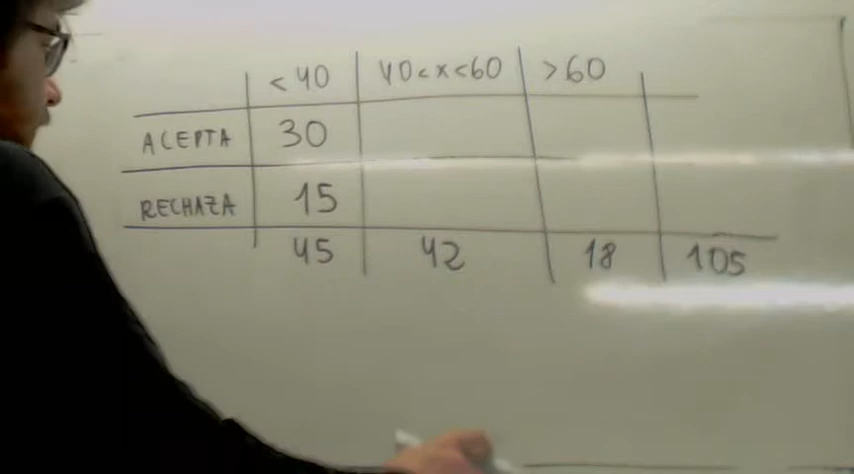 < 40 40 < x < 60 > 60
ACEPTA 30
RECHAZA 15
45 42 18 105